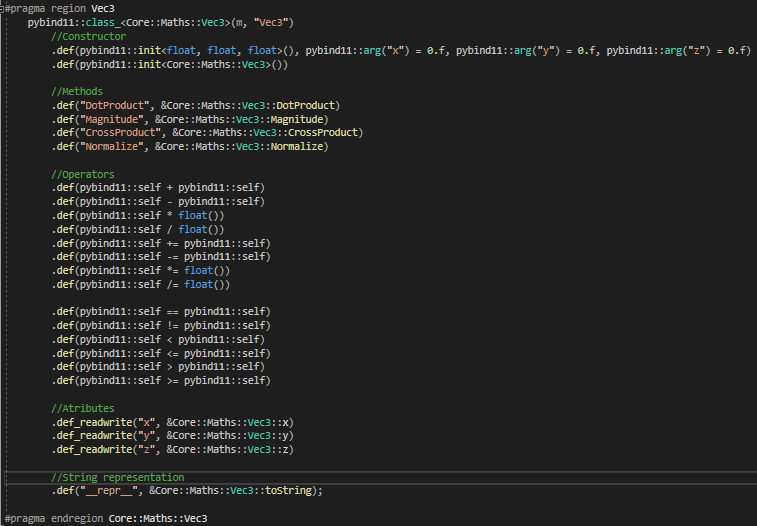 #pragma region Vec3
pybind11::class_<Core::Maths::Vec3>(m, "Vec3")
//Constructor
.def(pybind11::init<float, float, float>(), pybind11::arg("x") = 0.f, pybind11::arg("y") = 0.f, pybind11::arg("z") = 0.f)
.def(pybind11::init<Core::Maths::Vec3>())
//Methods
.def("DotProduct", &Core::Maths::Vec3::DotProduct)
.def("Magnitude", &Core::Maths::Vec3::Magnitude)
.def("CrossProduct", &Core::Maths::Vec3::CrossProduct)
.def("Normalize", &Core::Maths::Vec3::Normalize)
//Operators
.def(pybind11::self + pybind11::self)
.def(pybind11::self - pybind11::self)
.def(pybind11::self * float())
.def(pybind11::self / float())
.def(pybind11::self += pybind11::self)
.def(pybind11::self -= pybind11::self)
.def(pybind11::self *= float())
.def(pybind11::self /= float())
.def(pybind11::self == pybind11::self)
.def(pybind11::self != pybind11::self)
.def(pybind11::self < pybind11::self)
.def(pybind11::self <= pybind11::self)
.def(pybind11::self > pybind11::self)
.def(pybind11::self >= pybind11::self)
//Atributes
.def_readwrite("x", &Core::Maths::Vec3::x)
.def_readwrite("y", &Core::Maths::Vec3::y)
.def_readwrite("z", &Core::Maths::Vec3::z)
//String representation
.def("__repr__", &Core::Maths::Vec3::toString);
#pragma endregion Core::Maths::Vec3